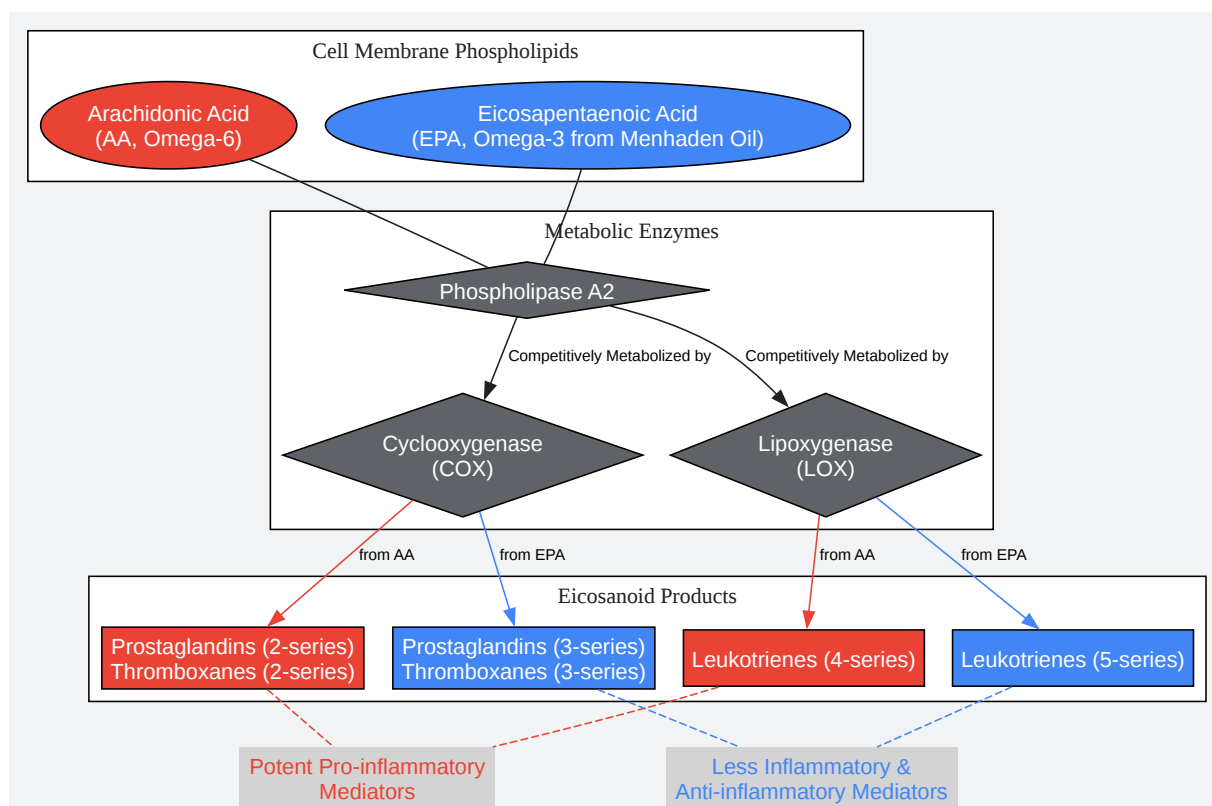 Cell Membrane Phospholipids
Arachidonic Acid
(AA, Omega-6)
Eicosapentaenoic Acid
(EPA, Omega-3 from Menhaden Oil)
Metabolic Enzymes
Phospholipase A2
Competitively Metabolized by
Competitively Metabolized by
Cyclooxygenase
(COX)
Lipoxygenase
(LOX)
from AA
from EPA
from AA
from EPA
Eicosanoid Products
Prostaglandins (2-series)
Thromboxanes (2-series)
Prostaglandins (3-series)
Thromboxanes (3-series)
Leukotrienes (4-series)
Leukotrienes (5-series)
Potent Pro-inflammatory
Mediators
Less Inflammatory &
Anti-inflammatory Mediators